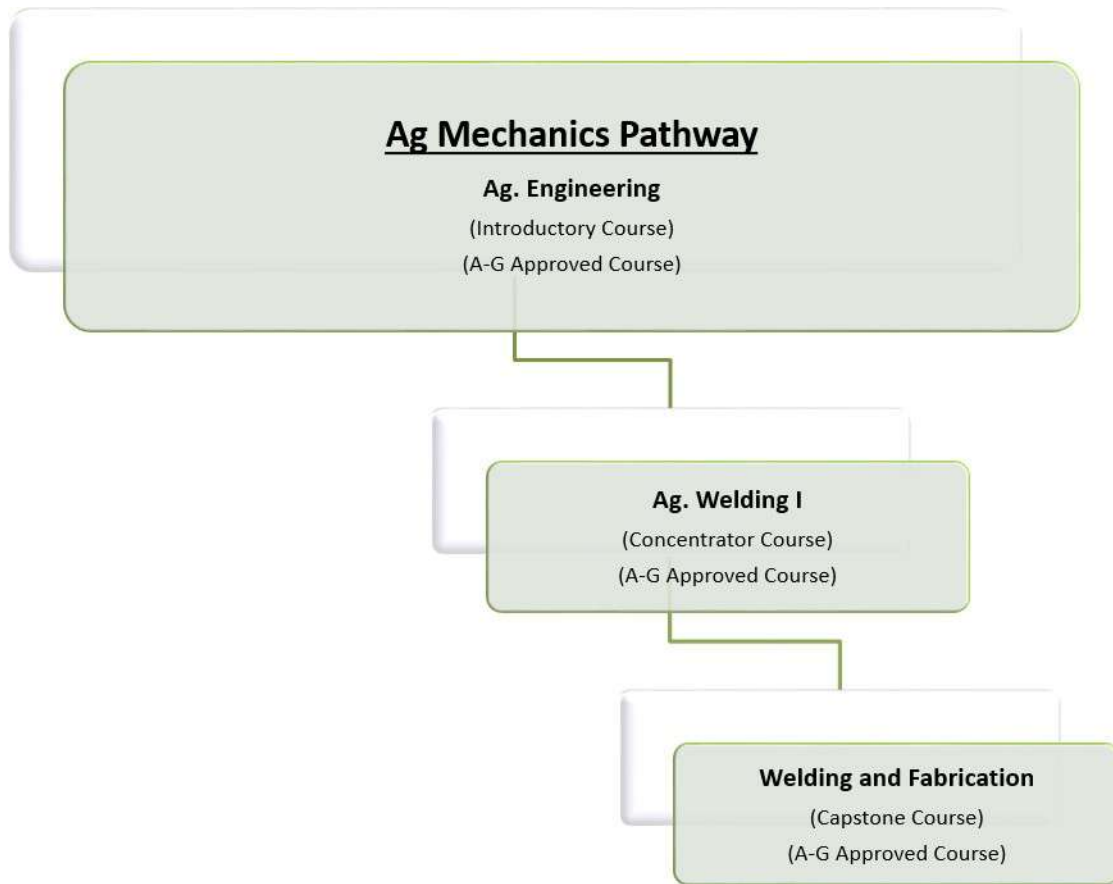 Ag Mechanics Pathway
Ag. Engineering
(Introductory Course)
(A-G Approved Course)
Ag. Welding I
(Concentrator Course)
(A-G Approved Course)
Welding and Fabrication
(Capstone Course)
(A-G Approved Course)